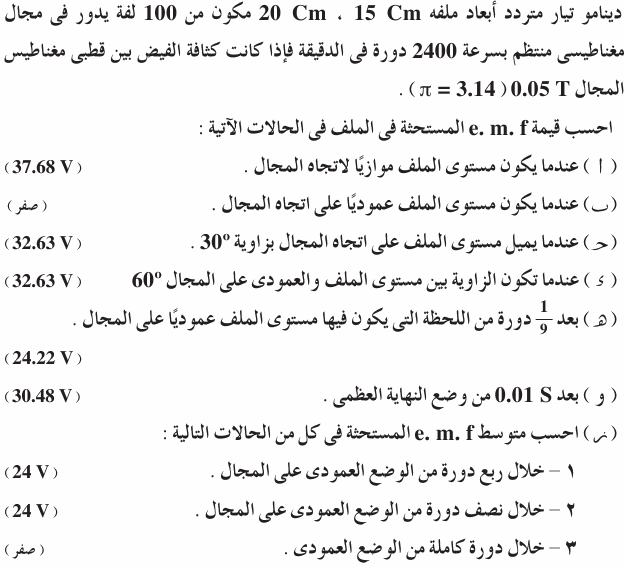 دينامو تيار متردد أبعاد ملفه 20 Cm ، 15 Cm مكون من 100 لفة يدور فى مجال
مغناطيسى منتظم بسرعة 2400 دورة فى الدقيقة فإذا كانت كثافة الفيض بين قطبى مغناطيس
المجال 0.05 T (π = 3.14) .
احسب قيمة e. m. f المستحثة فى الملف فى الحالات الآتية :
( ا ) عندما يكون مستوى الملف موازيًا لاتجاه المجال . (37.68 V)
(ب) عندما يكون مستوى الملف عموديًا على اتجاه المجال . (صفر)
(حـ) عندما يميل مستوى الملف على اتجاه المجال بزاوية 30º . (32.63 V)
( ء ) عندما تكون الزاوية بين مستوى الملف والعمودى على المجال 60º (32.63 V)
(هـ) بعد 1/9 دورة من اللحظة التى يكون فيها مستوى الملف عموديًا على المجال .
(24.22 V)
( و ) بعد 0.01 S من وضع النهاية العظمى . (30.48 V)
( ز ) احسب متوسط e. m. f المستحثة فى كل من الحالات التالية :
١ – خلال ربع دورة من الوضع العمودى على المجال . (24 V)
٢ – خلال نصف دورة من الوضع العمودى على المجال . (24 V)
٣ – خلال دورة كاملة من الوضع العمودى . (صفر)